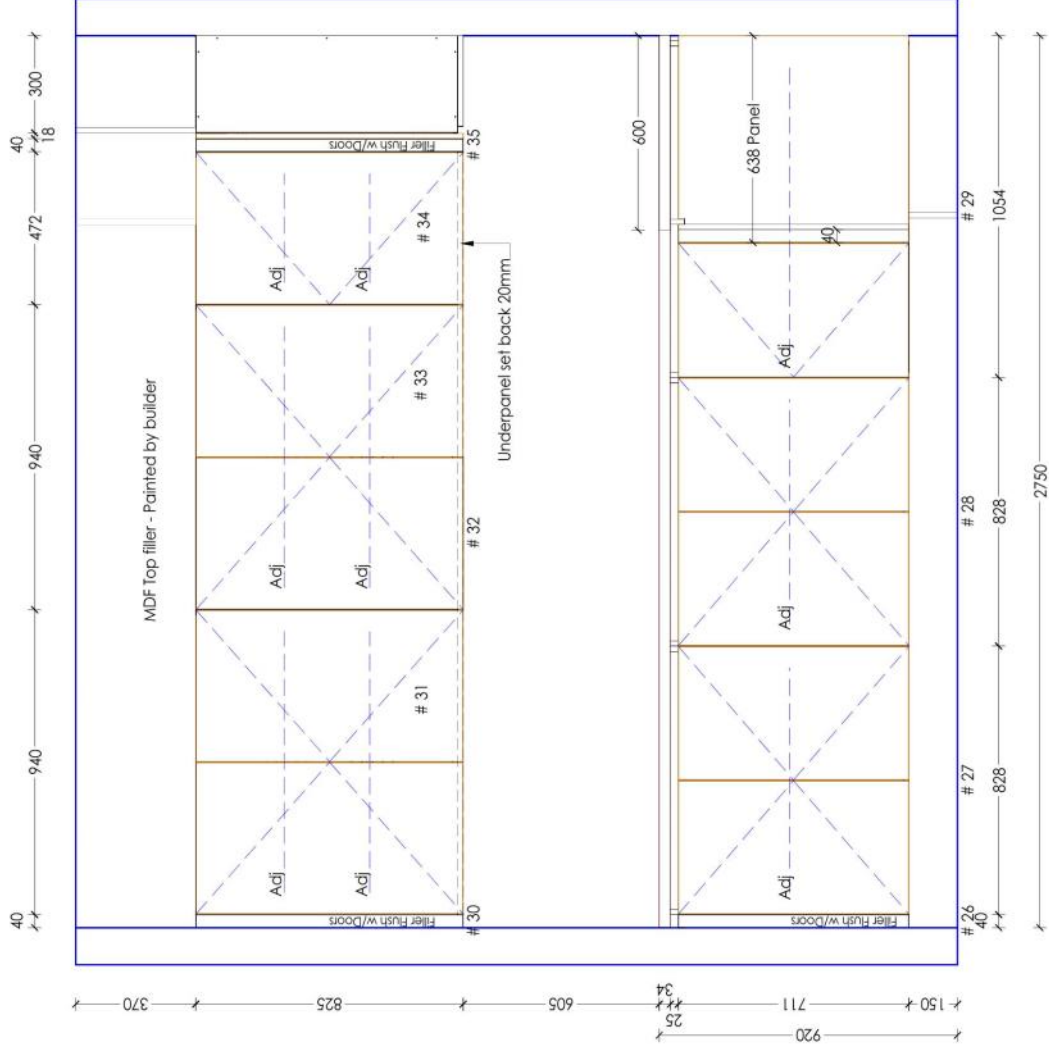 40
940
940
472
40
18
300
370
MDF Top filler - Painted by builder
825
Adj
Adj
Adj
Adj
Adj
Adj
# 31
# 33
# 34
Filler Flush w/Doors
Filler Flush w/Doors
# 30
# 32
# 35
Underpanel set back 20mm
605
600
34
25
638 Panel
711
920
Adj
Adj
Adj
40
Filler Flush w/Doors
150
# 26
# 27
# 28
# 29
40
828
828
1054
2750